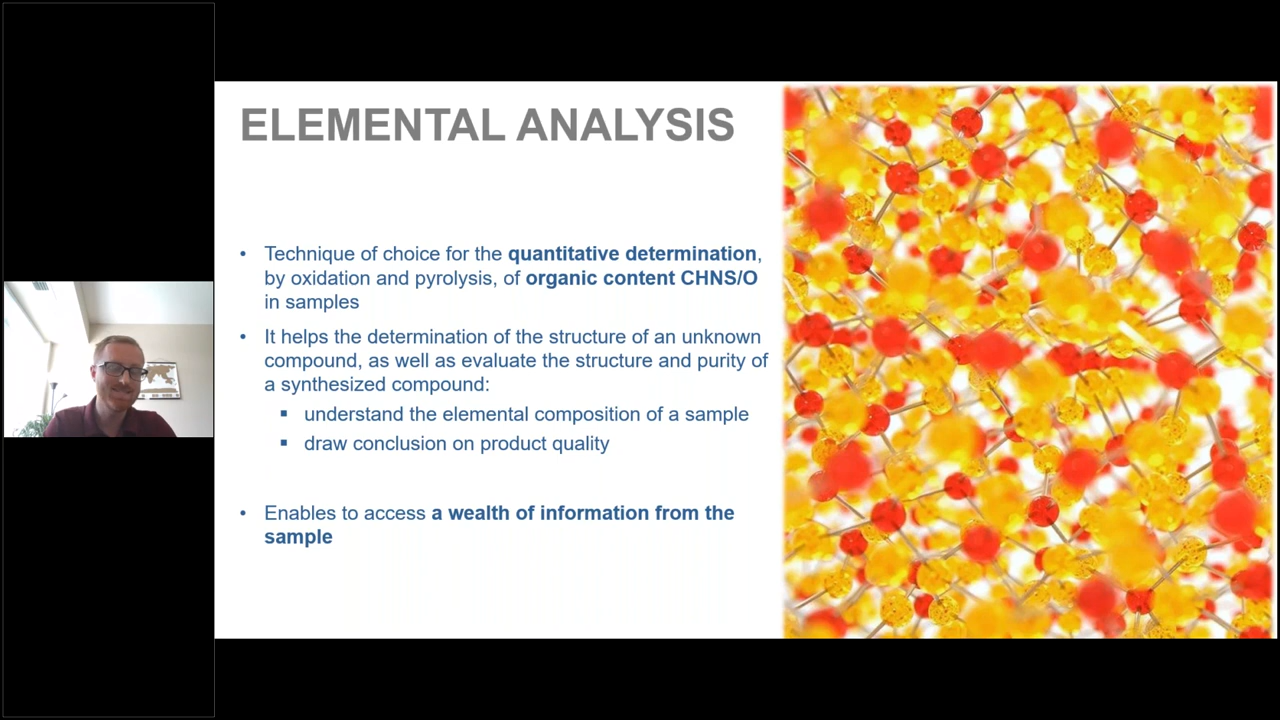 ELEMENTAL ANALYSIS
• Technique of choice for the quantitative determination,
by oxidation and pyrolysis, of organic content CHNS/O
in samples
• It helps the determination of the structure of an unknown
compound, as well as evaluate the structure and purity of
a synthesized compound:
▪ understand the elemental composition of a sample
▪ draw conclusion on product quality
• Enables to access a wealth of information from the
sample